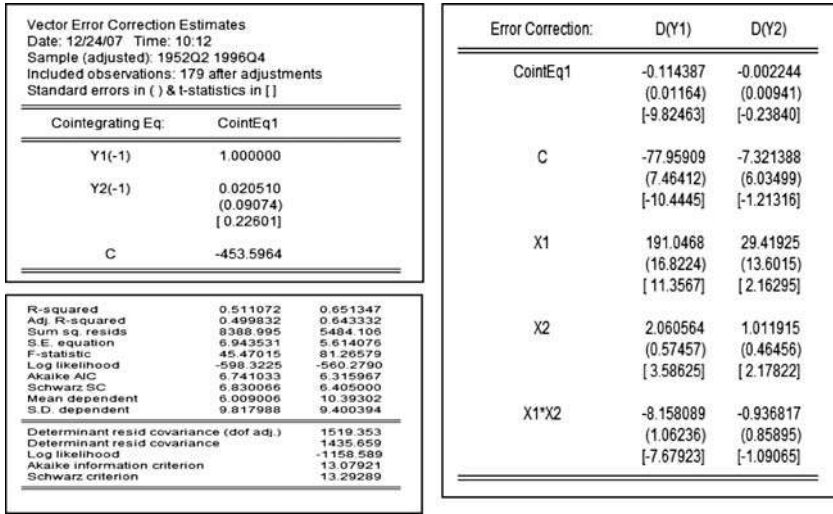 Vector Error Correction Estimates
Date: 12/24/07 Time: 10:12
Sample (adjusted): 1952Q2 1996Q4
Included observations: 179 after adjustments
Standard errors in ( ) & t-statistics in [ ]
Cointegrating Eq: CointEq1
Y1(-1) 1.000000
Y2(-1) 0.020510
(0.09074)
[ 0.22601]
C -453.5964
R-squared 0.511072 0.651347
Adj. R-squared 0.499832 0.643332
Sum sq. resids 8388.995 5484.106
S.E. equation 6.943531 5.614076
F-statistic 45.47015 81.26579
Log likelihood -598.3225 -560.2790
Akaike AIC 6.741033 6.315967
Schwarz SC 6.830066 6.405000
Mean dependent 6.009006 10.39302
S.D. dependent 9.817988 9.400394
Determinant resid covariance (dof adj.) 1519.353
Determinant resid covariance 1435.659
Log likelihood -1158.589
Akaike information criterion 13.07921
Schwarz criterion 13.29289
Error Correction: D(Y1) D(Y2)
CointEq1 -0.114387 -0.002244
(0.01164) (0.00941)
[-9.82463] [-0.23840]
C -77.95909 -7.321388
(7.46412) (6.03499)
[-10.4445] [-1.21316]
X1 191.0468 29.41925
(16.8224) (13.6015)
[ 11.3567] [ 2.16295]
X2 2.060564 1.011915
(0.57457) (0.46456)
[ 3.58625] [ 2.17822]
X1*X2 -8.158089 -0.936817
(1.06236) (0.85895)
[-7.67923] [-1.09065]